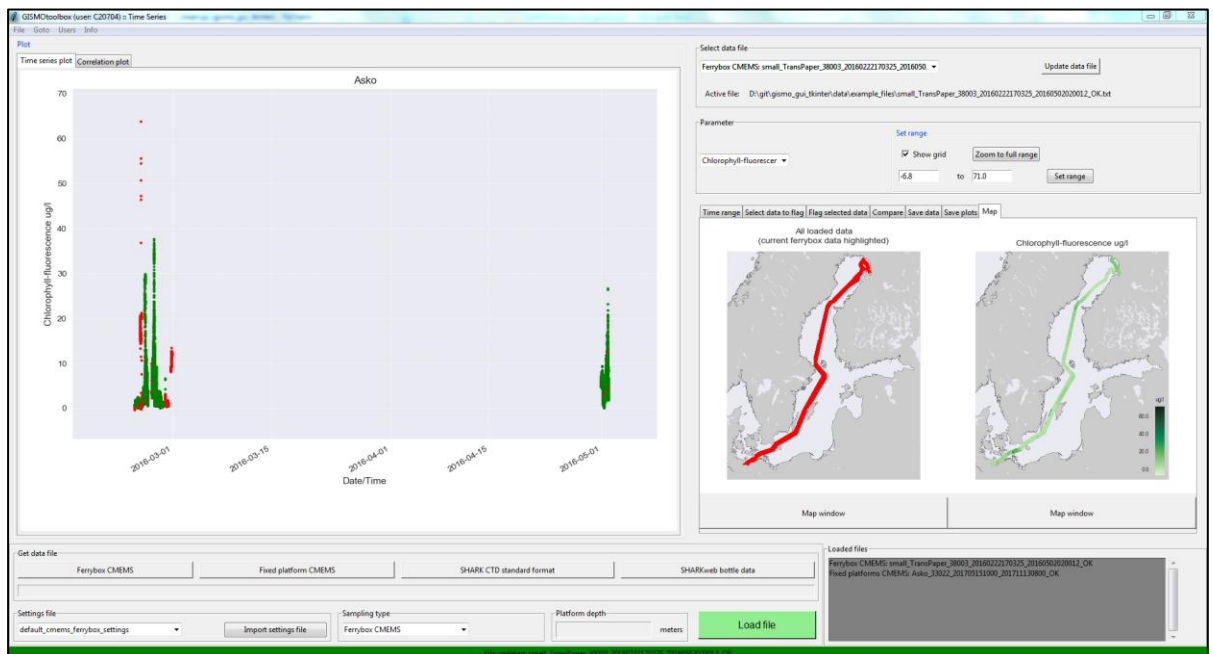 GISMOtoolbox (user: C20704) :: Time Series
File Goto Users Info
Plot
Time series plot Correlation plot
Asko
70
60
50
40
30
20
10
0
Chlorophyll-fluorescence ug/l
2016-03-01
2016-03-15
2016-04-01
2016-04-15
2016-05-01
Date/Time
Select data file
Ferrybox CMEMS: small_TransPaper_38003_20160222170325_2016050.
Update data file
Active file: D:\git\gismo_gui_tkinter\data\example_files\small_TransPaper_38003_20160222170325_20160502020012_OK.txt
Parameter
Chlorophyll-fluorescer
Set range
Show grid
Zoom to full range
-6.8 to 71.0
Set range
Time range Select data to flag Flag selected data Compare Save data Save plots Map
All loaded data
(current ferrybox data highlighted)
Chlorophyll-fluorescence ug/l
ug/l
60.0
40.0
20.0
0.0
Map window
Map window
Get data file
Ferrybox CMEMS
Fixed platform CMEMS
SHARK CTD standard format
SHARKweb bottle data
Settings file
default_cmems_ferrybox_settings
Import settings file
Sampling type
Ferrybox CMEMS
Platform depth
meters
Load file
Loaded files
Ferrybox CMEMS: small_TransPaper_38003_20160222170325_20160502020012_OK
Fixed platforms CMEMS: Asko_33022_201705151000_201711130800_OK
File updated: small_TransPaper_38003_20160222170325_20160502020012_OK